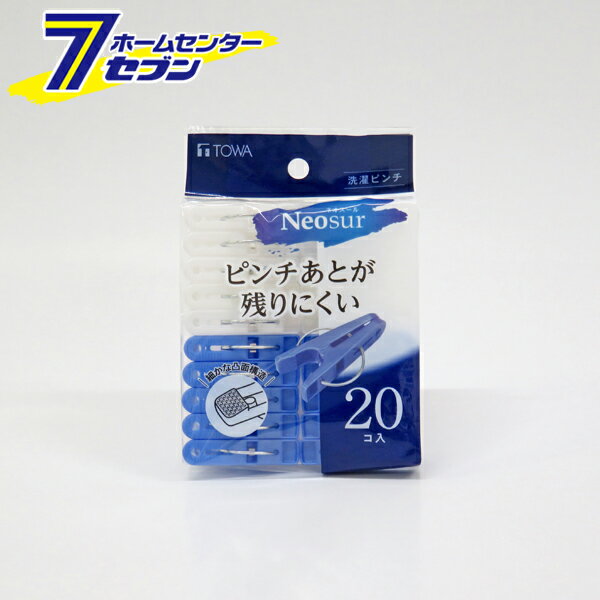 7
ホームセンター
セブン
TOWA
洗濯ピンチ
ネオスール
Neosur
ピンチあとが
残りにくい
細かな凸面構造
20
コ入